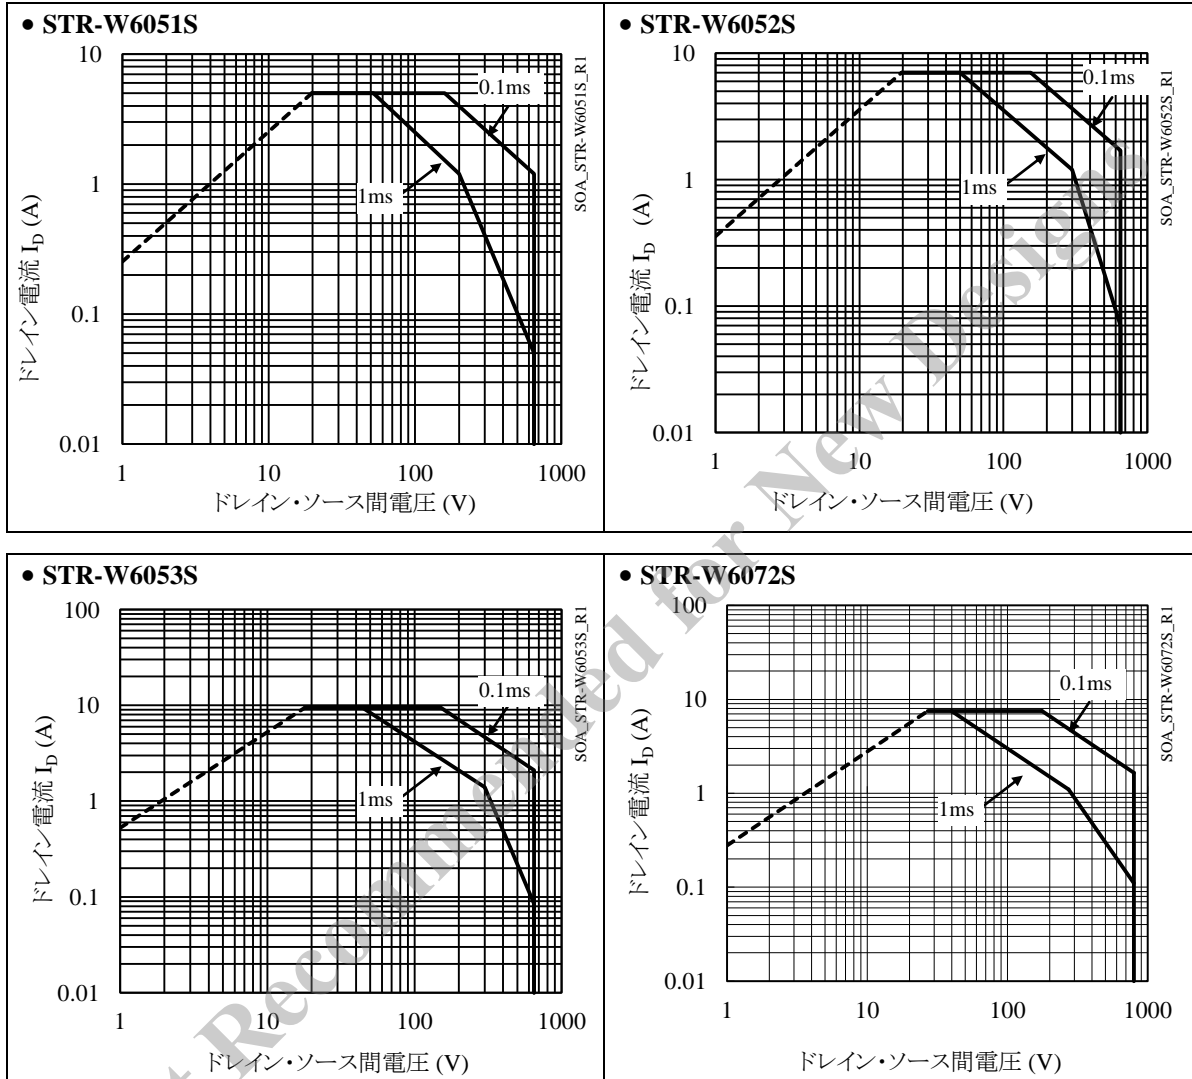 • STR-W6051S
10
1
0.1
0.01
1
10
100
1000
0.1ms
1ms
ドレイン電流 I_D (A)
ドレイン・ソース間電圧 (V)
SOA_STR-W6051S_R1
• STR-W6052S
10
1
0.1
0.01
1
10
100
1000
0.1ms
1ms
ドレイン電流 I_D (A)
ドレイン・ソース間電圧 (V)
SOA_STR-W6052S_R1
• STR-W6053S
100
10
1
0.1
0.01
1
10
100
1000
0.1ms
1ms
ドレイン電流 I_D (A)
ドレイン・ソース間電圧 (V)
SOA_STR-W6053S_R1
• STR-W6072S
100
10
1
0.1
0.01
1
10
100
1000
0.1ms
1ms
ドレイン電流 I_D (A)
ドレイン・ソース間電圧 (V)
SOA_STR-W6072S_R1
t Recommended for New Designs